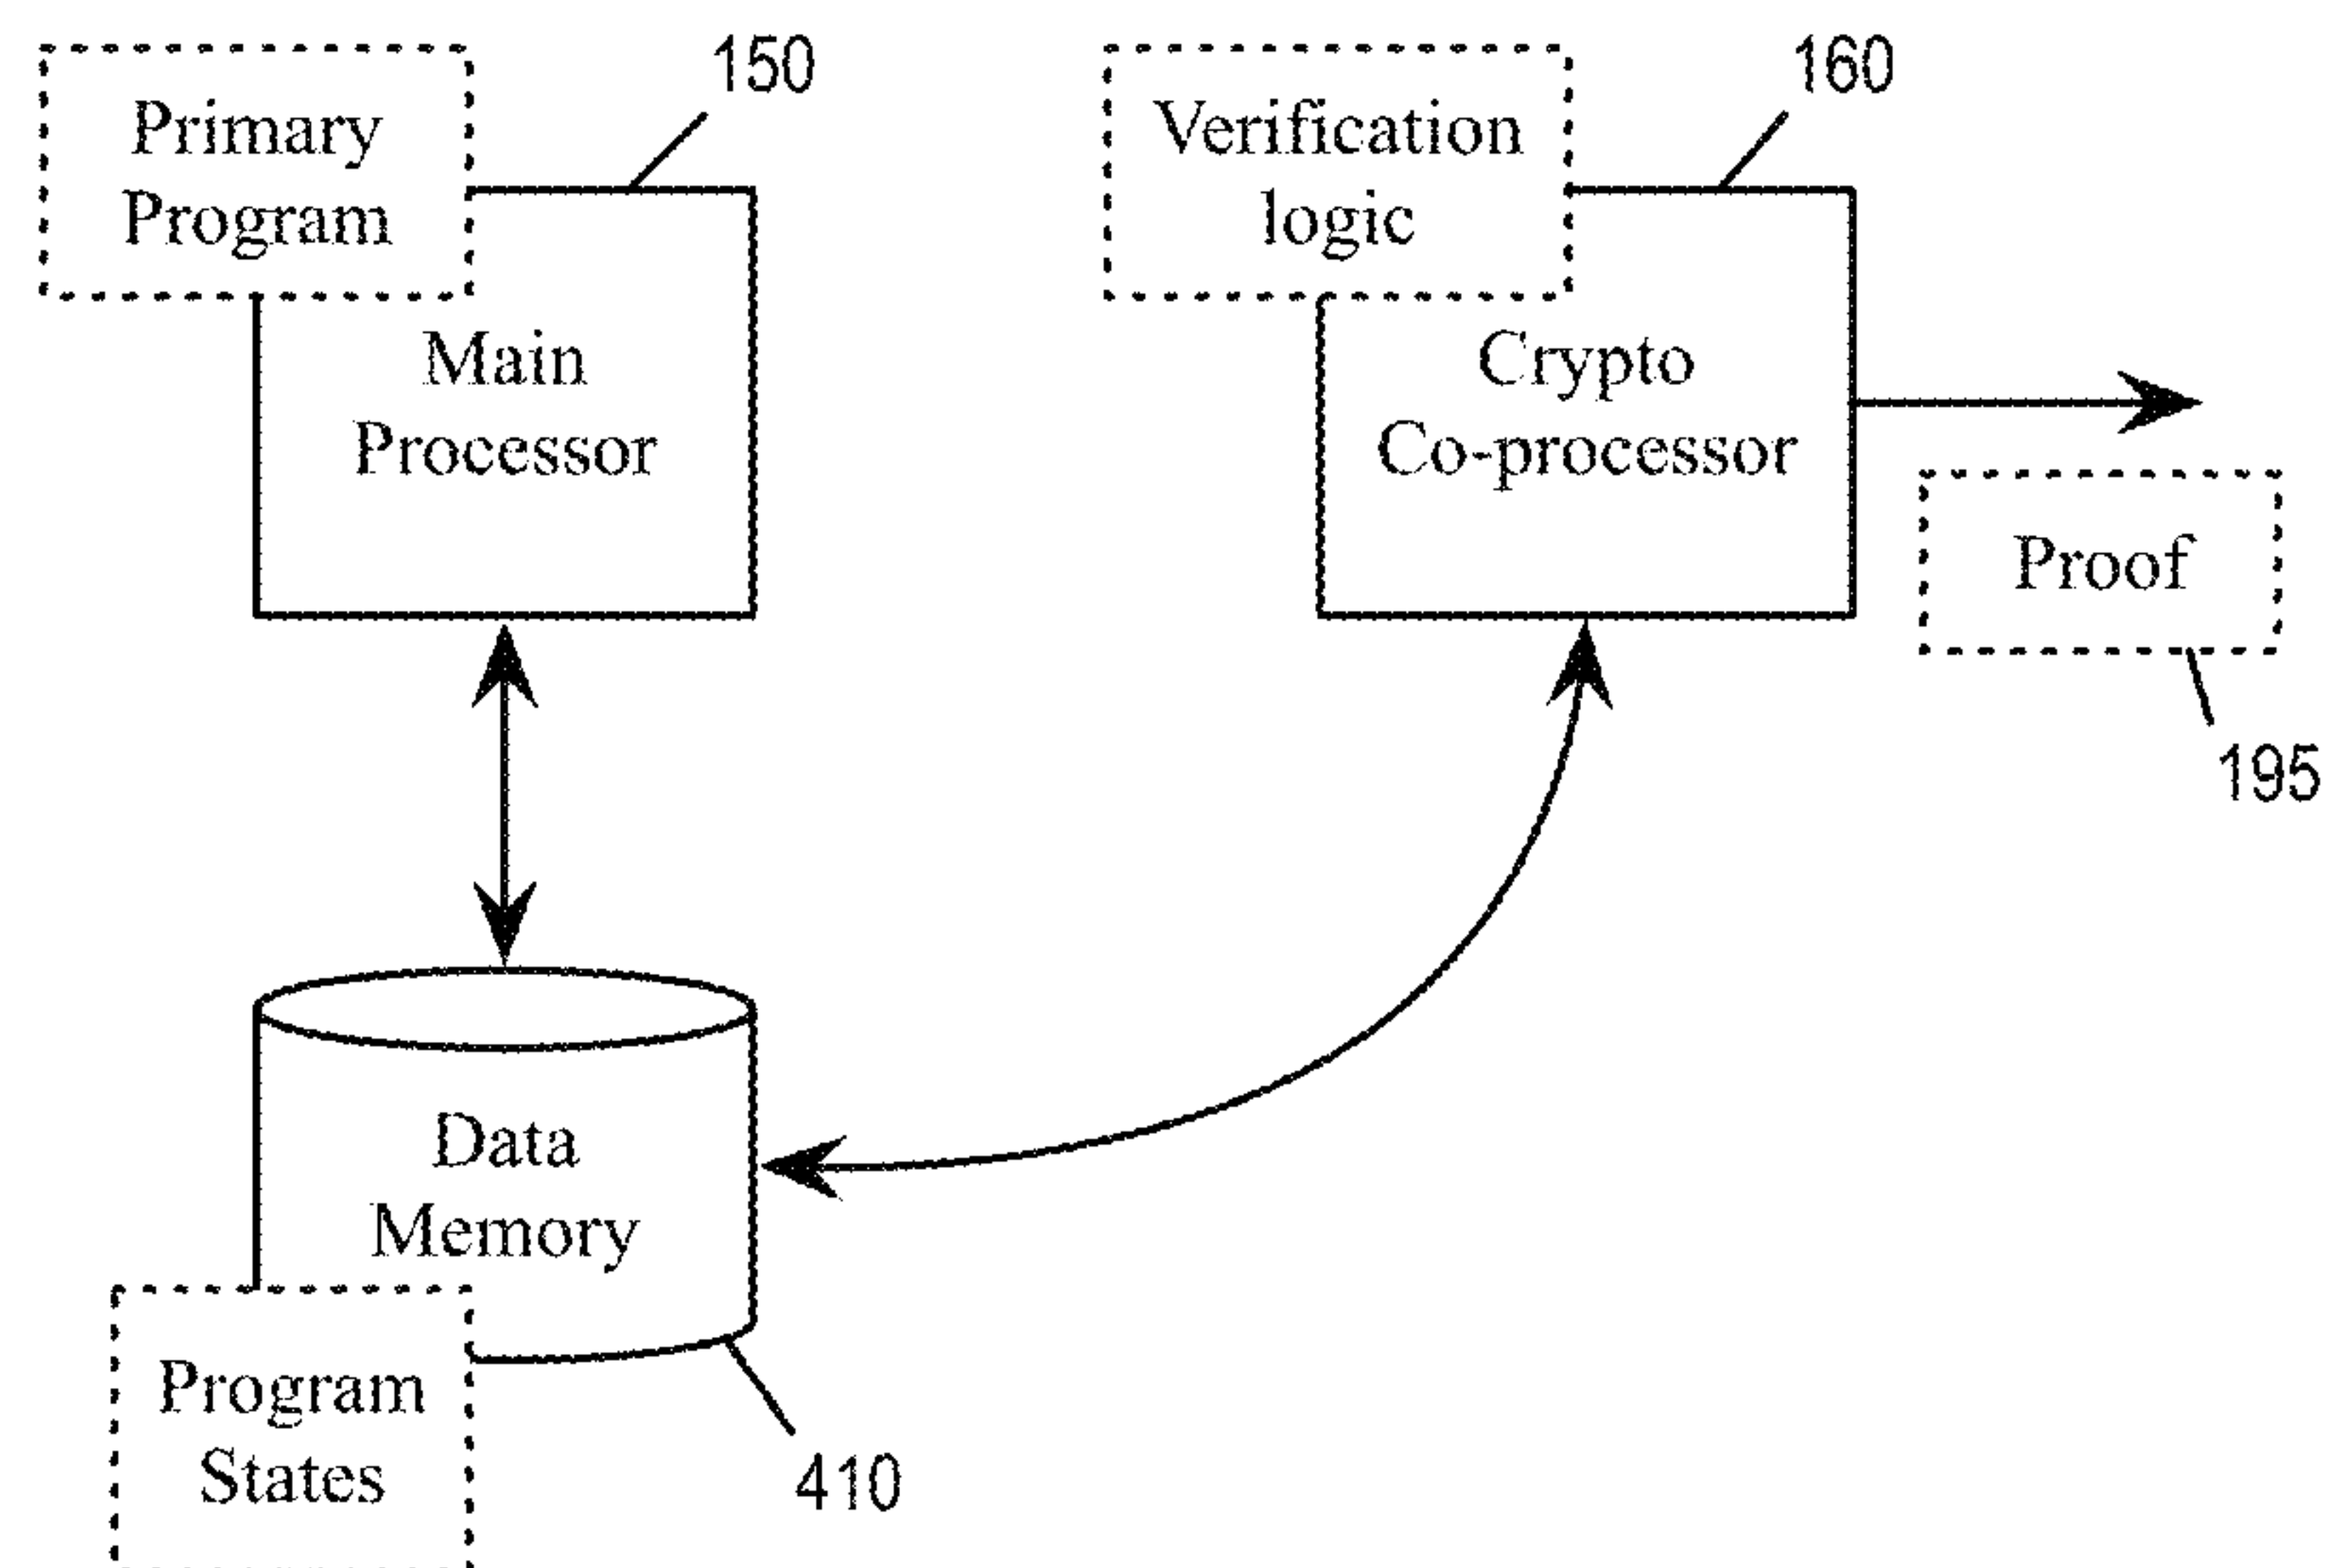 150
Primary
Program
Main
Processor
160
Verification
logic
Crypto
Co-processor
Proof
195
Data
Memory
Program
States
410